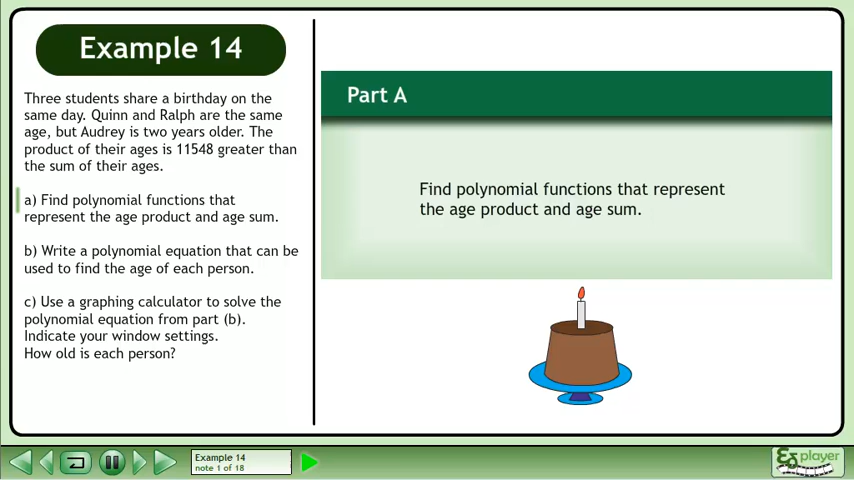 Example 14
Three students share a birthday on the
same day. Quinn and Ralph are the same
age, but Audrey is two years older. The
product of their ages is 11548 greater than
the sum of their ages.
a) Find polynomial functions that
represent the age product and age sum.
b) Write a polynomial equation that can be
used to find the age of each person.
c) Use a graphing calculator to solve the
polynomial equation from part (b).
Indicate your window settings.
How old is each person?
Part A
Find polynomial functions that represent
the age product and age sum.
Example 14
note 1 of 18
player